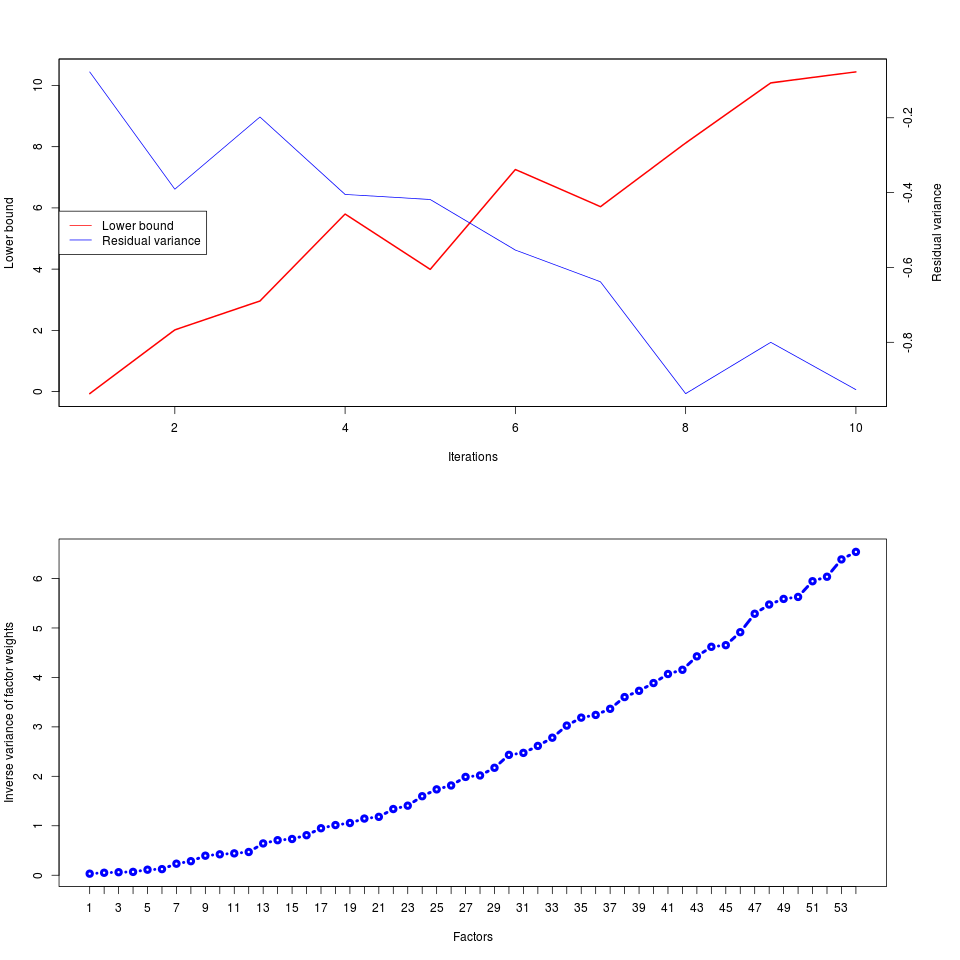 10
8
6
4
2
0
Lower bound
Lower bound
Residual variance
-0.2
-0.4
-0.6
-0.8
Residual variance
2 4 6 8 10
Iterations
6
5
4
3
2
1
0
Inverse variance of factor weights
1 3 5 7 9 11 13 15 17 19 21 23 25 27 29 31 33 35 37 39 41 43 45 47 49 51 53
Factors